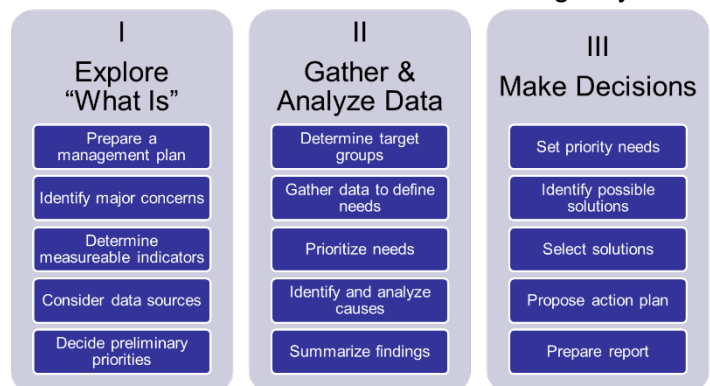 I
Explore
“What Is”
Prepare a
management plan
Identify major concerns
Determine
measureable indicators
Consider data sources
Decide preliminary
priorities
II
Gather &
Analyze Data
Determine target
groups
Gather data to define
needs
Prioritize needs
Identify and analyze
causes
Summarize findings
III
Make Decisions
Set priority needs
Identify possible
solutions
Select solutions
Propose action plan
Prepare report